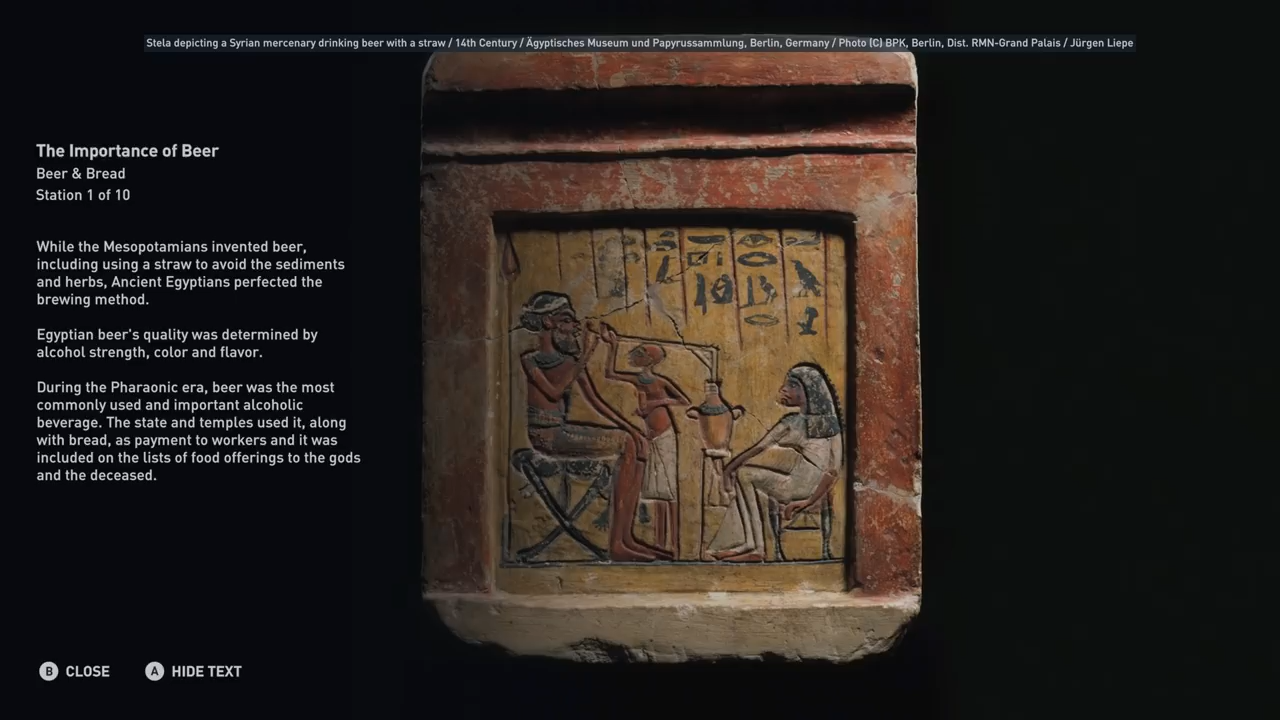 Stela depicting a Syrian mercenary drinking beer with a straw / 14th Century / Ägyptisches Museum und Papyrussammlung, Berlin, Germany / Photo (C) BPK, Berlin, Dist. RMN-Grand Palais / Jürgen Liepe
The Importance of Beer
Beer & Bread
Station 1 of 10
While the Mesopotamians invented beer,
including using a straw to avoid the sediments
and herbs, Ancient Egyptians perfected the
brewing method.
Egyptian beer's quality was determined by
alcohol strength, color and flavor.
During the Pharaonic era, beer was the most
commonly used and important alcoholic
beverage. The state and temples used it, along
with bread, as payment to workers and it was
included on the lists of food offerings to the gods
and the deceased.
B CLOSE A HIDE TEXT